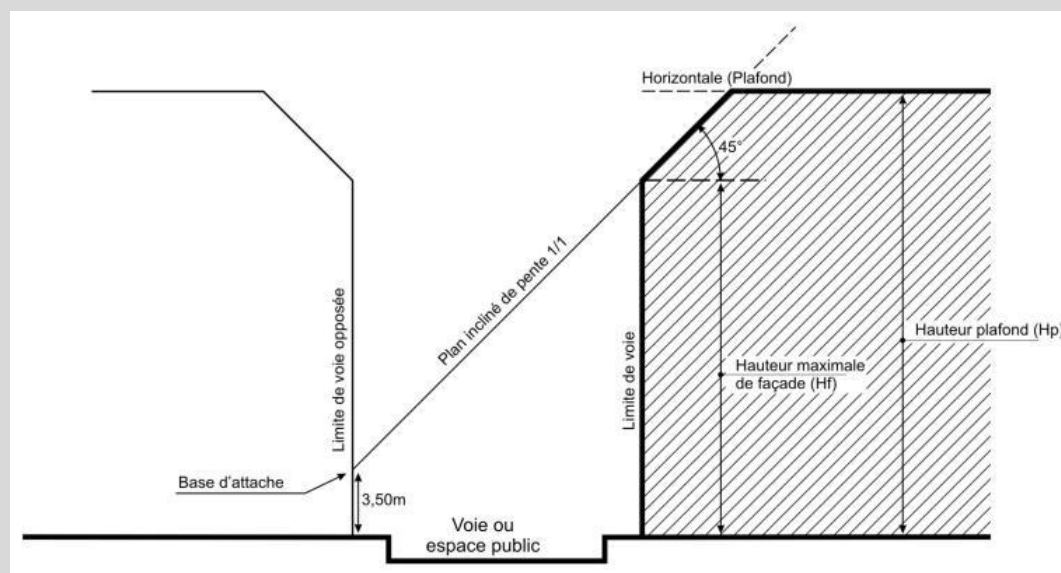 Horizontale (Plafond)
45°
Plan incliné de pente 1/1
Limite de voie opposée
Limite de voie
Hauteur plafond (Hp)
Hauteur maximale
de façade (Hf)
Base d'attache
3,50m
Voie ou
espace public